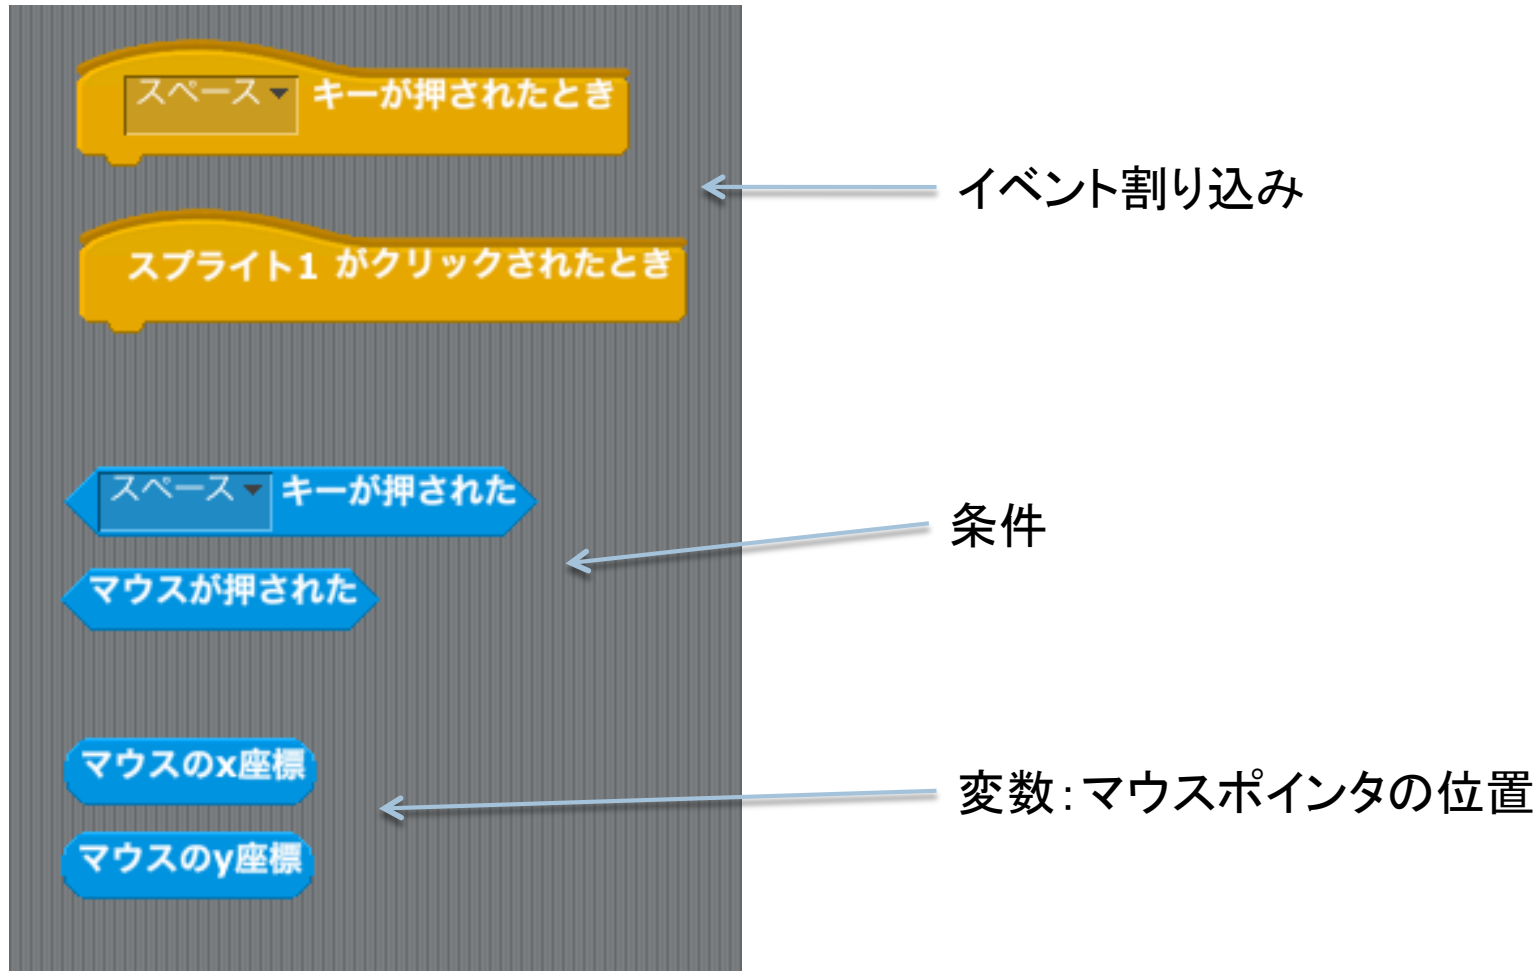 スペース キーが押されたとき
イベント割り込み
スプライト1 がクリックされたとき
スペース キーが押された
条件
マウスが押された
マウスのx座標
変数:マウスポインタの位置
マウスのy座標